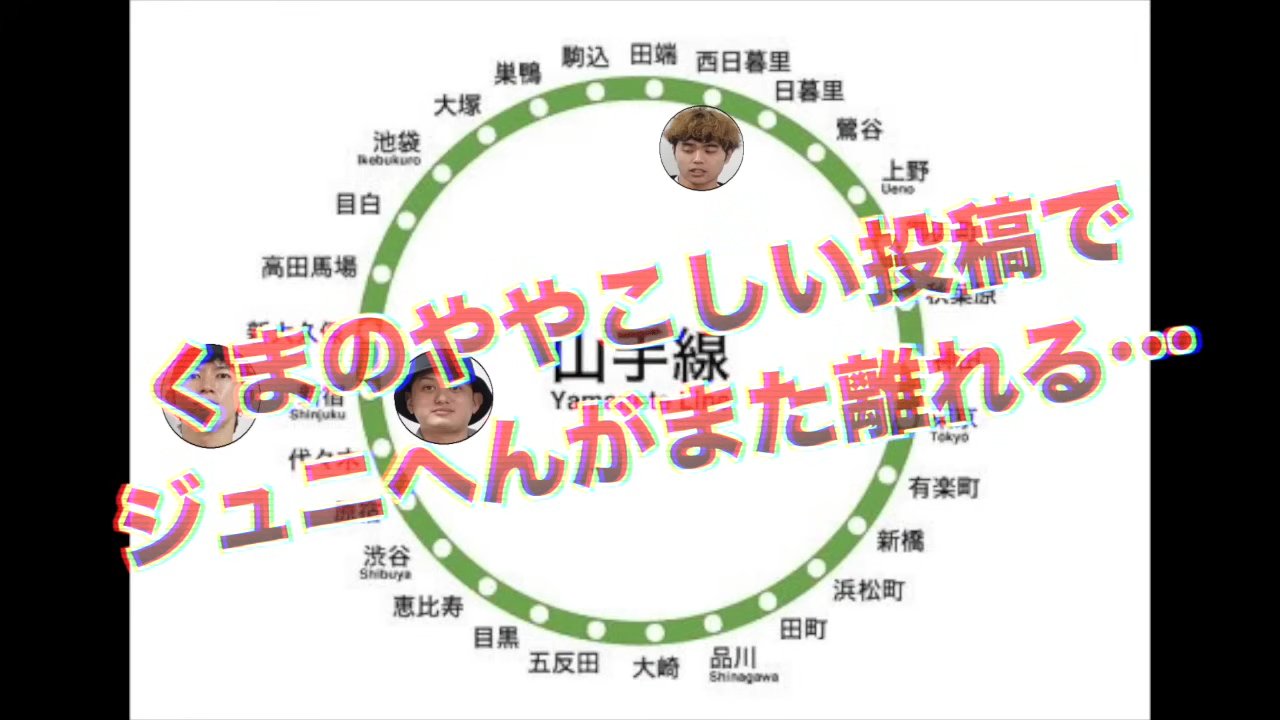 駒込
田端
西日暮里
巣鴨
日暮里
大塚
鶯谷
池袋
Ikebukuro
上野
Ueno
目白
高田馬場
くまのややこしい投稿で
ジュニへんがまた離れる…
山手線
Shinjuku
Tokyo
有楽町
新橋
渋谷
Shibuya
浜松町
恵比寿
田町
目黒
五反田
大崎
品川
Shinagawa